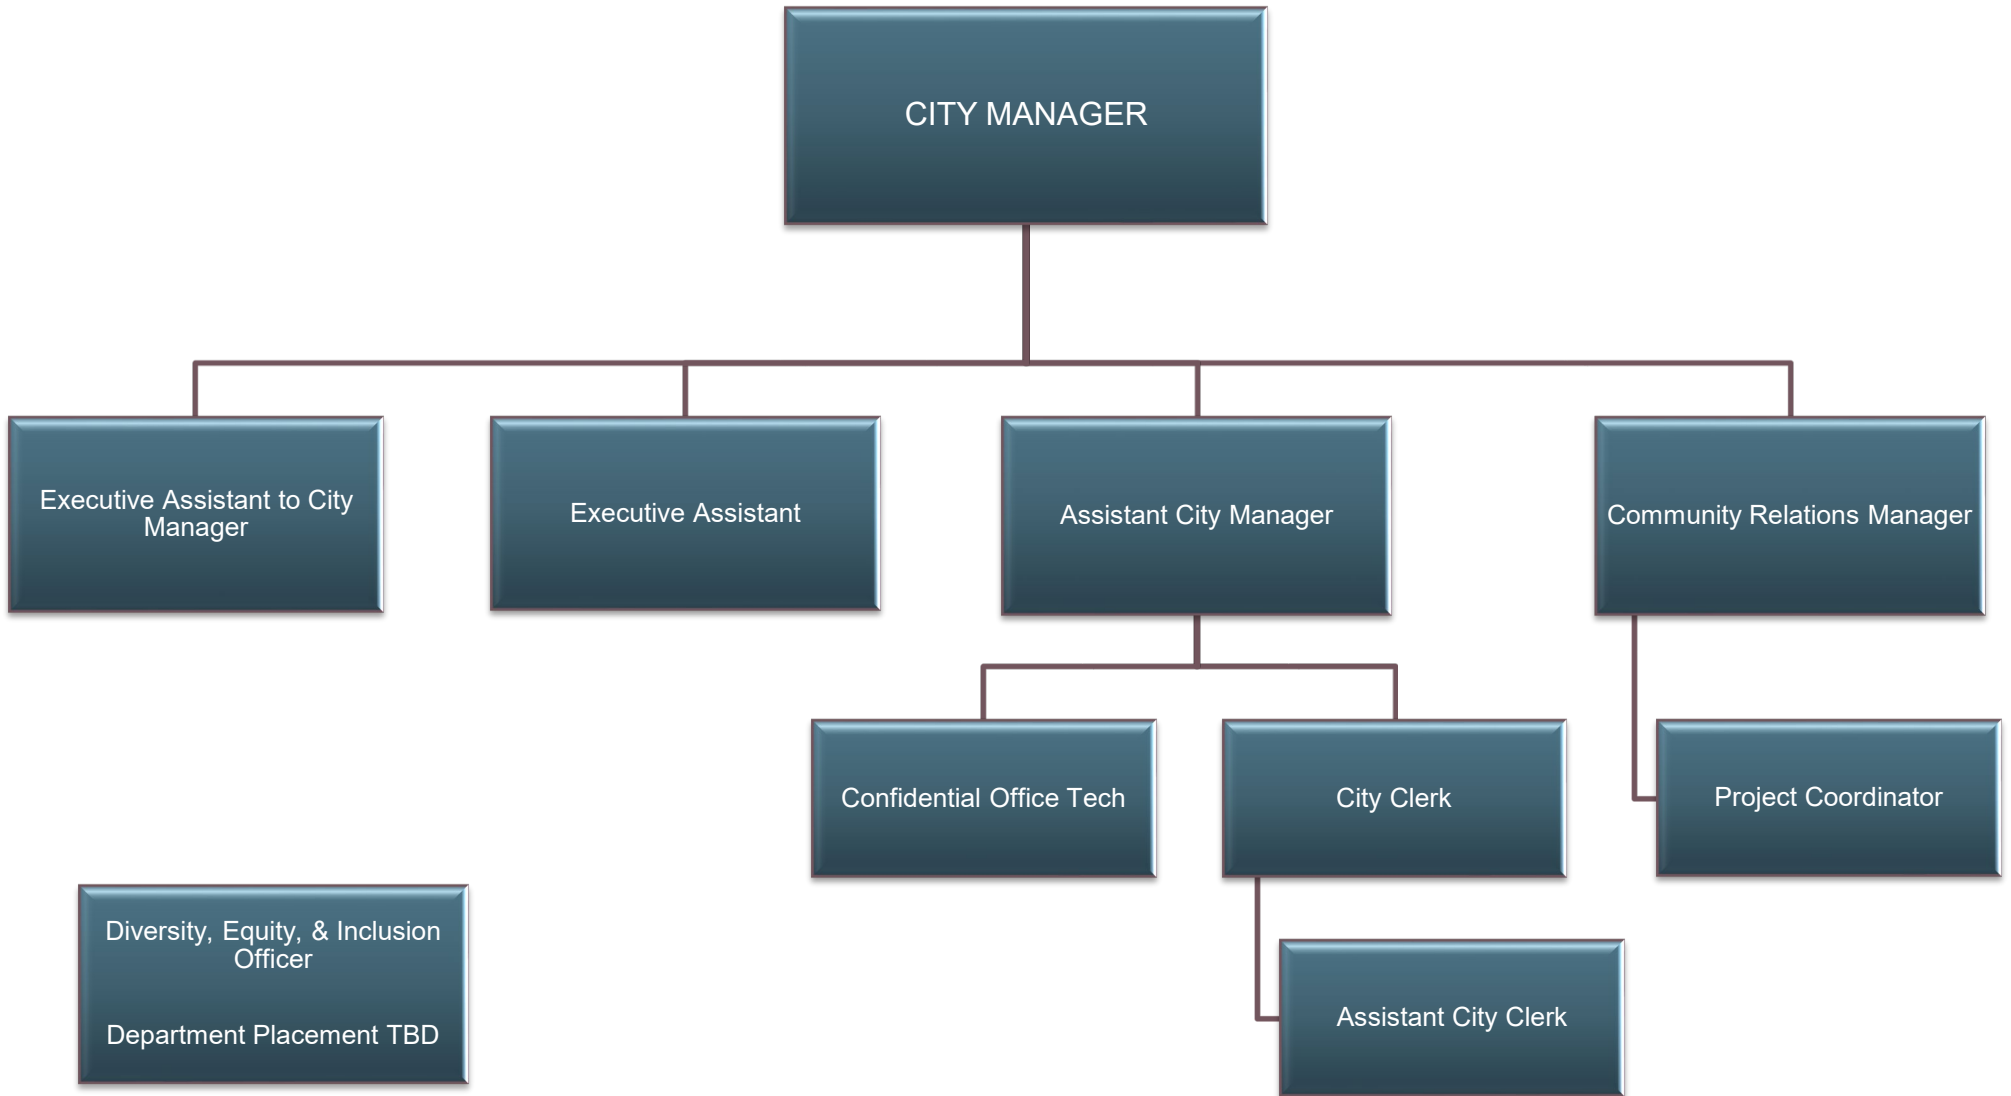 CITY MANAGER
Executive Assistant to City
Manager
Executive Assistant
Assistant City Manager
Community Relations Manager
Confidential Office Tech
City Clerk
Project Coordinator
Diversity, Equity, & Inclusion
Officer
Department Placement TBD
Assistant City Clerk